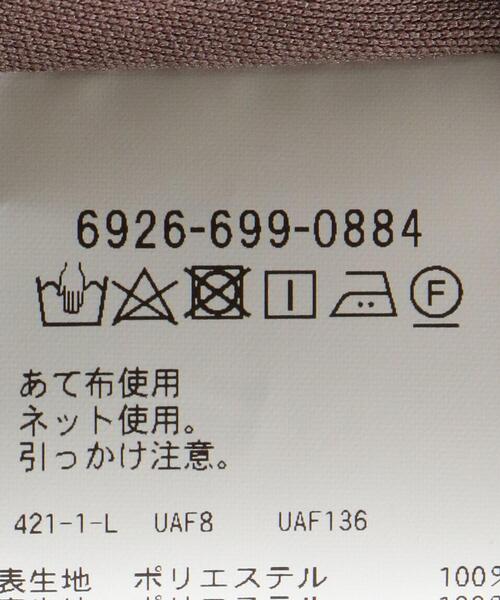 6926-699-0884
F
あて布使用
ネット使用。
引っかけ注意。
421-1-L UAF8 UAF136
表生地 ポリエステル 100%